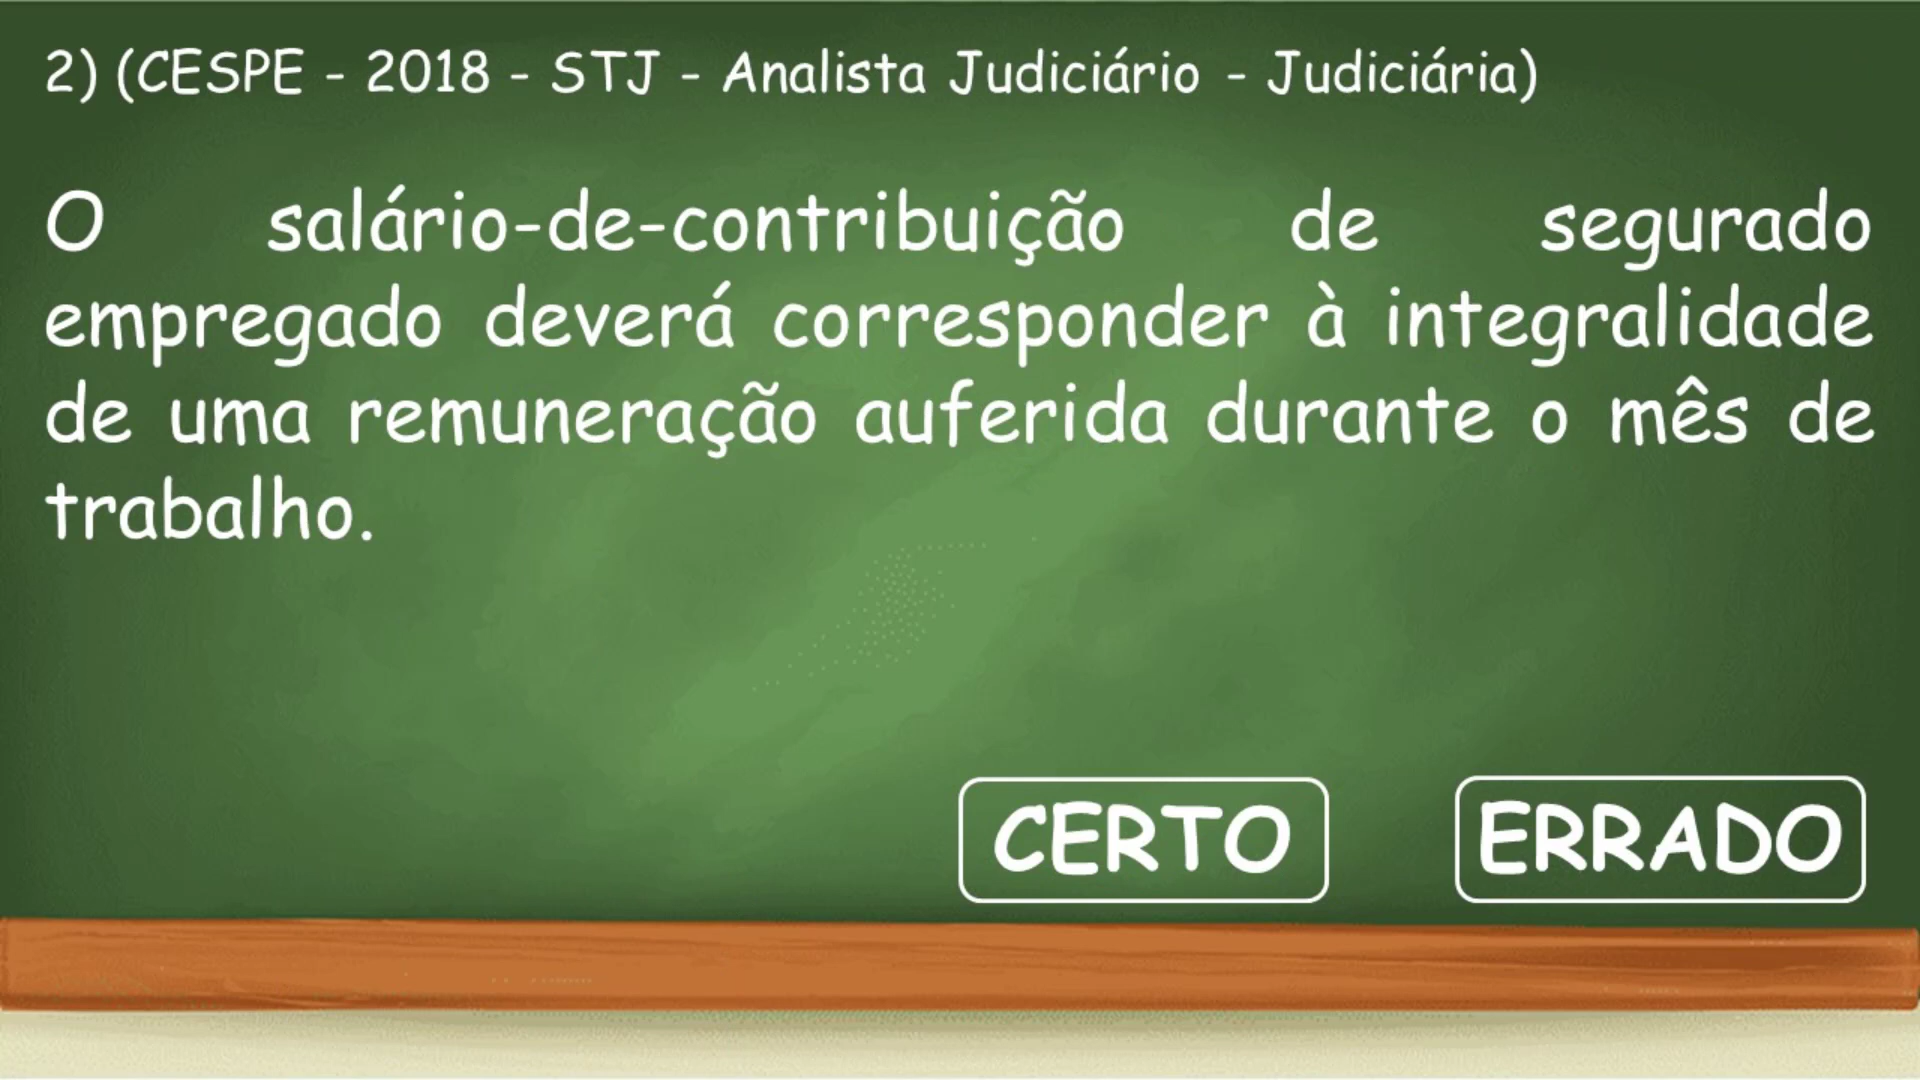 2) (CESPE - 2018 - STJ - Analista Judiciário - Judiciária)
O salário-de-contribuição de segurado
empregado deverá corresponder à integralidade
de uma remuneração auferida durante o mês de
trabalho.
CERTO ERRADO